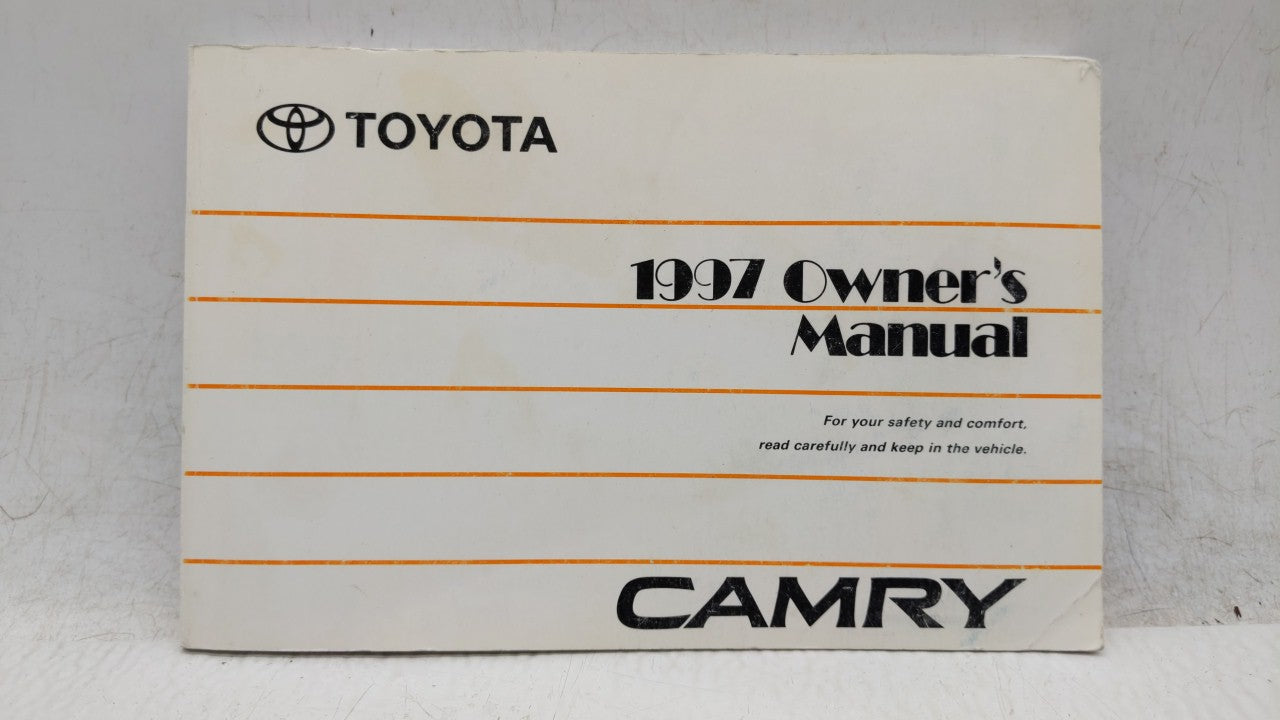 TOYOTA
1997 Owner's
Manual
For your safety and comfort,
read carefully and keep in the vehicle.
CAMRY